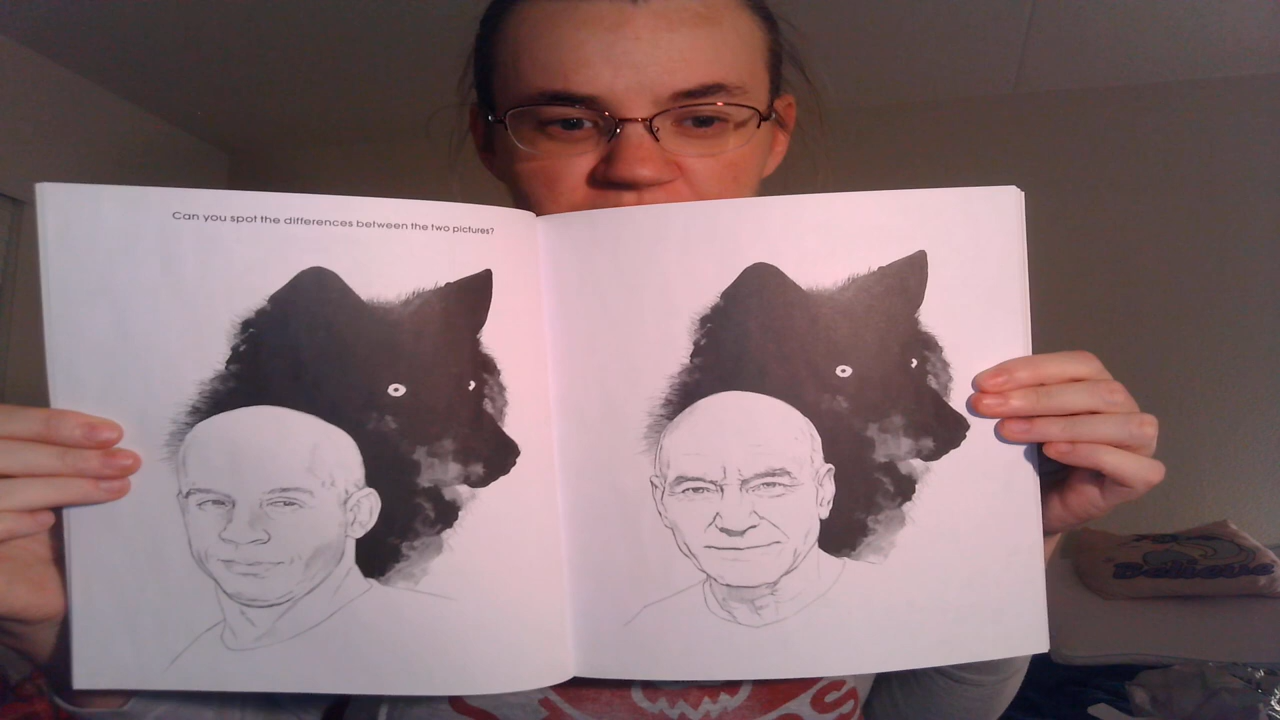 Can you spot the differences between the two pictures?